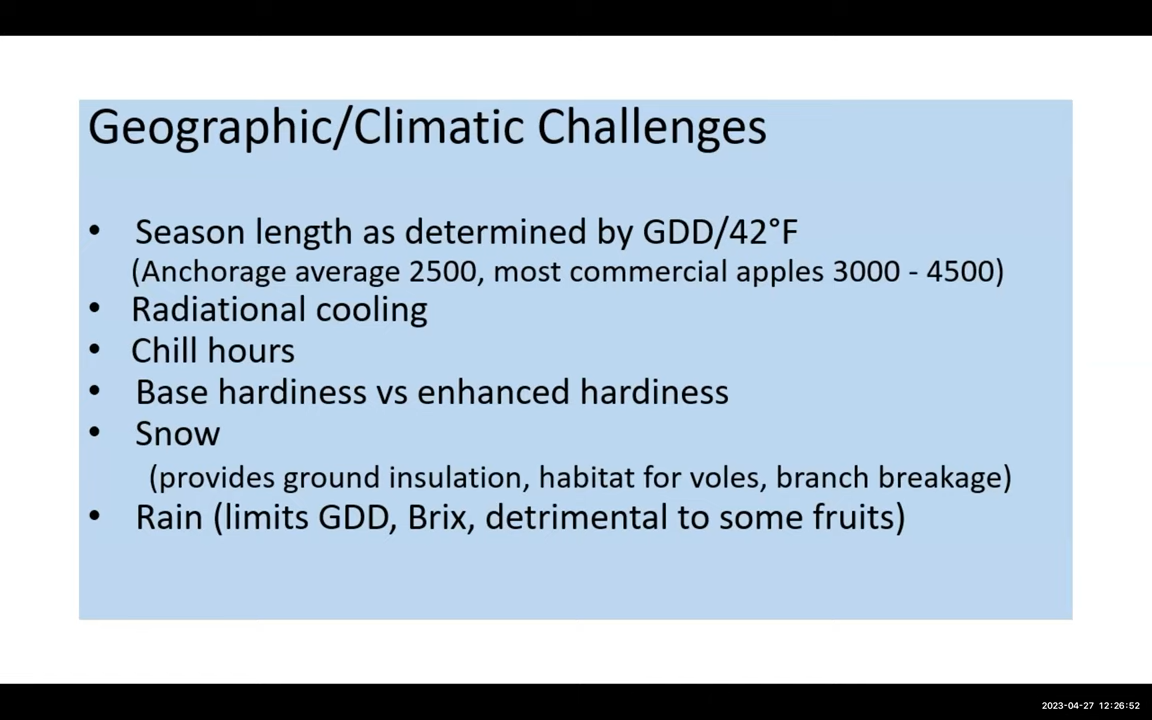 Geographic/Climatic Challenges
• Season length as determined by GDD/42°F
(Anchorage average 2500, most commercial apples 3000 - 4500)
• Radiational cooling
• Chill hours
• Base hardiness vs enhanced hardiness
• Snow
(provides ground insulation, habitat for voles, branch breakage)
• Rain (limits GDD, Brix, detrimental to some fruits)
2023-04-27 12:26:52